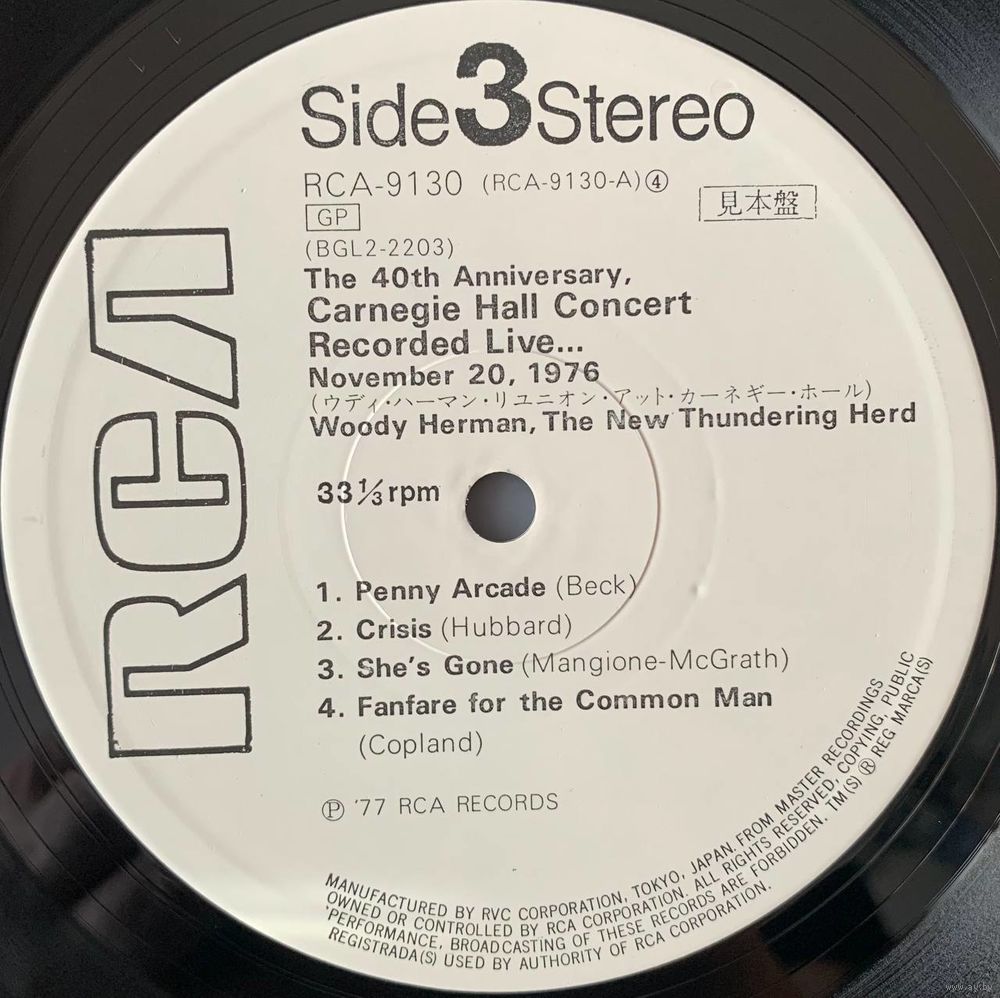 Side 3 Stereo
RCA-9130 (RCA-9130-A)④
見本盤
GP
(BGL2-2203)
The 40th Anniversary,
Carnegie Hall Concert
Recorded Live...
November 20, 1976
(ウディ・ハーマン・リユニオン・アット・カーネギー・ホール)
Woody Herman, The New Thundering Herd
33⅓rpm
1. Penny Arcade (Beck)
2. Crisis (Hubbard)
3. She's Gone (Mangione-McGrath)
4. Fanfare for the Common Man
(Copland)
Ⓟ '77 RCA RECORDS
RCA
MANUFACTURED BY RVC CORPORATION, TOKYO, JAPAN. FROM MASTER RECORDINGS
OWNED OR CONTROLLED BY RCA CORPORATION. ALL RIGHTS RESERVED, COPYING, PUBLIC
'PERFORMANCE, BROADCASTING OF THESE RECORDS ARE FORBIDDEN. TM(S) ® REG MARCA(S)
REGISTRADA(S) USED BY AUTHORITY OF RCA CORPORATION.
www.ay.by